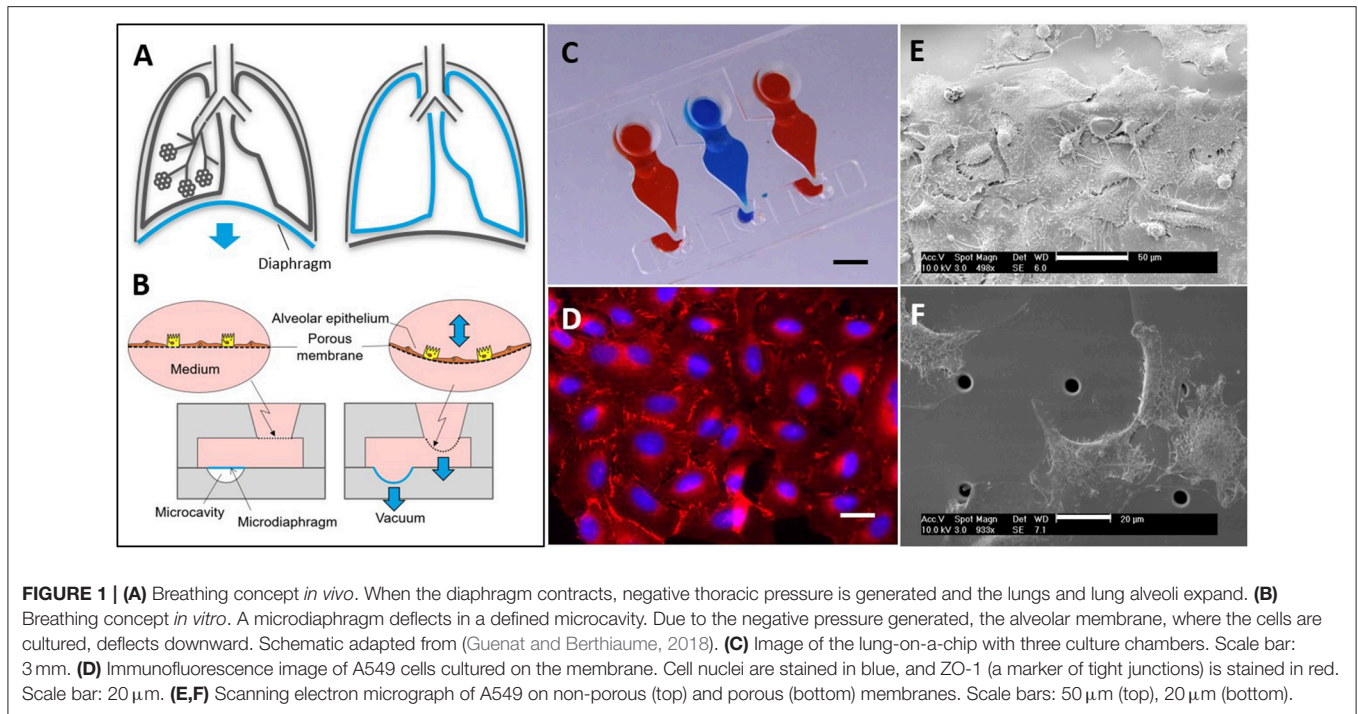 A
Diaphragm
B
Alveolar epithelium
Porous
membrane
Medium
Microcavity
Microdiaphragm
Vacuum
C
D
E
Acc.V Spot Magn Det WD 50 µm
10.0 kV 3.0 498x SE 6.0
F
Acc.V Spot Magn Det WD 20 µm
10.0 kV 3.0 933x SE 7.1
FIGURE 1 | (A) Breathing concept in vivo. When the diaphragm contracts, negative thoracic pressure is generated and the lungs and lung alveoli expand. (B)
Breathing concept in vitro. A microdiaphragm deflects in a defined microcavity. Due to the negative pressure generated, the alveolar membrane, where the cells are
cultured, deflects downward. Schematic adapted from (Guenat and Berthiaume, 2018). (C) Image of the lung-on-a-chip with three culture chambers. Scale bar:
3 mm. (D) Immunofluorescence image of A549 cells cultured on the membrane. Cell nuclei are stained in blue, and ZO-1 (a marker of tight junctions) is stained in red.
Scale bar: 20 µm. (E,F) Scanning electron micrograph of A549 on non-porous (top) and porous (bottom) membranes. Scale bars: 50 µm (top), 20 µm (bottom).